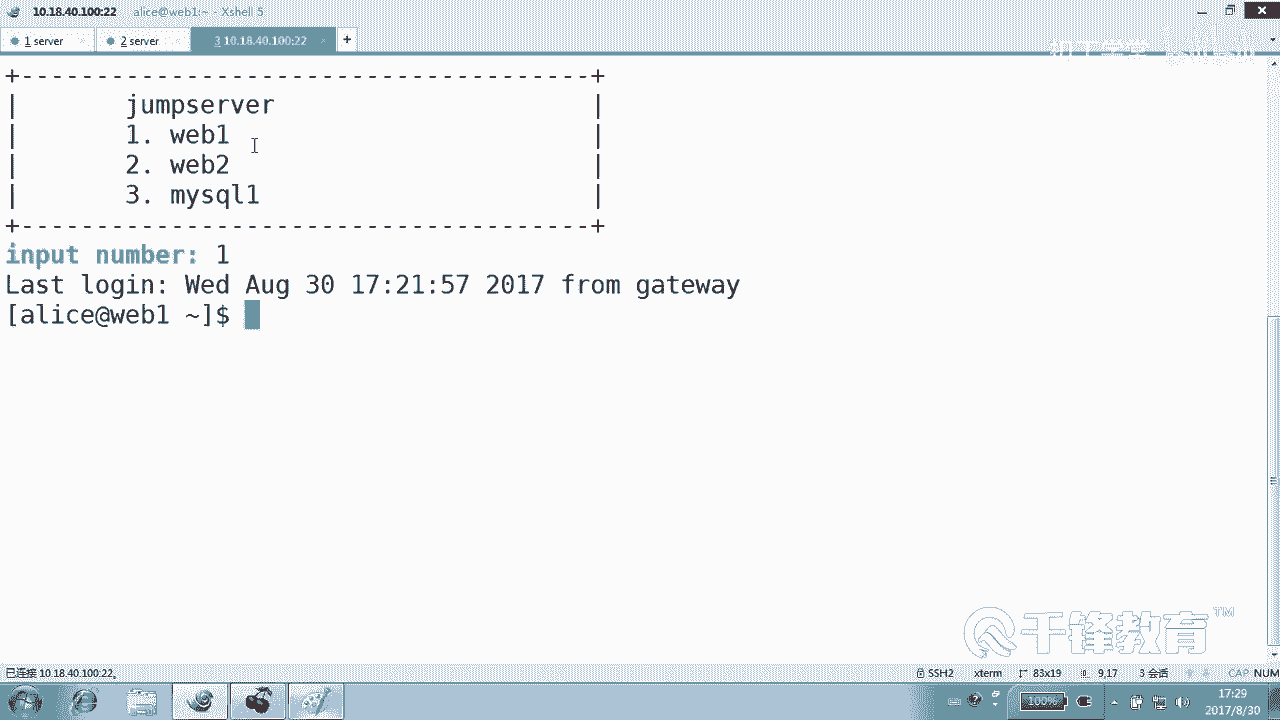 10.18.40.100:22 alice@web1:~ - Xshell 5
1 server × 2 server × 3 10.18.40.100:22 × +
+--------------------------------------+
| jumpserver |
| 1. web1 |
| 2. web2 |
| 3. mysql1 |
+--------------------------------------+
input number: 1
Last login: Wed Aug 30 17:21:57 2017 from gateway
[alice@web1 ~]$
千锋教育™
已连接 10.18.40.100:22。 SSH2 xterm 83x19 9,17 3 会话 CAP NUM
100% 17:29
2017/8/30